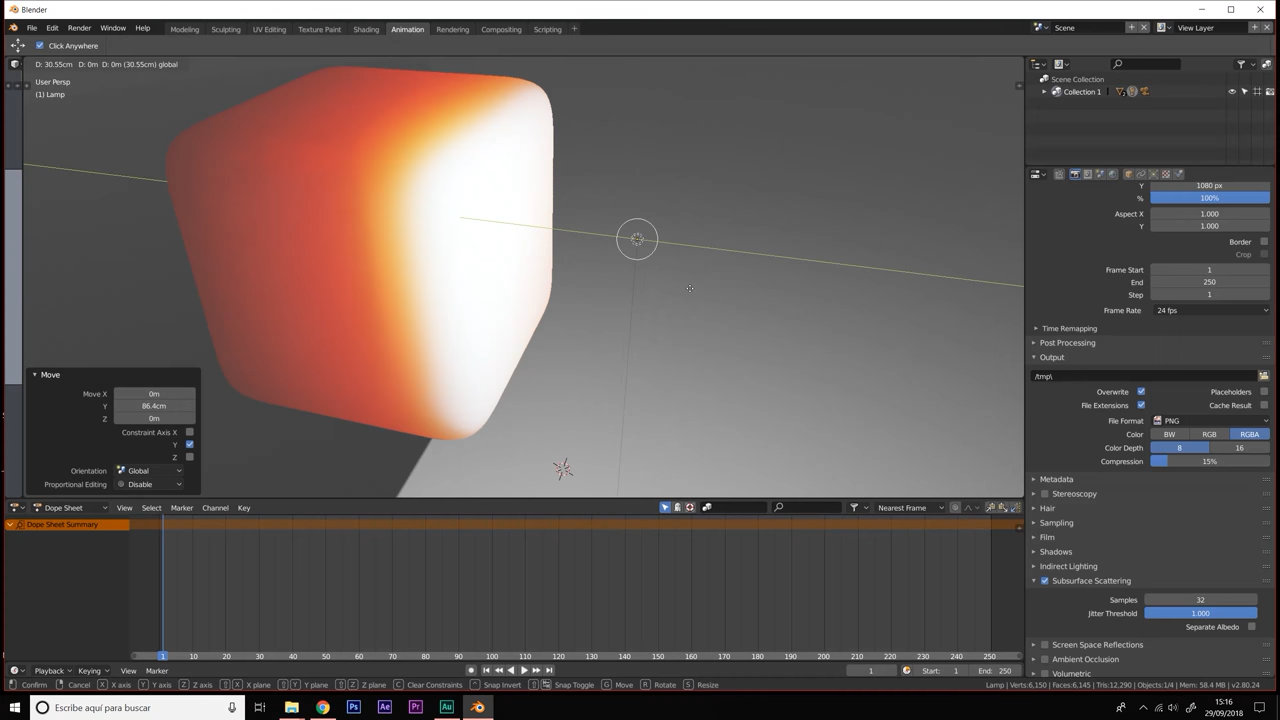 Blender
File Edit Render Window Help
Modeling Sculpting UV Editing Texture Paint Shading Animation Rendering Compositing Scripting +
Scene
View Layer
Click Anywhere
D: 30.55cm D: 0m D: 0m (30.55cm) global
User Persp
(1) Lamp
Scene Collection
Collection 1
Y 1080 px
% 100%
Aspect X 1.000
Y 1.000
Border
Crop
Frame Start 1
End 250
Step 1
Frame Rate 24 fps
Time Remapping
Post Processing
Output
/tmp\
Overwrite Placeholders
File Extensions Cache Result
File Format PNG
Color BW RGB RGBA
Color Depth 8 16
Compression 15%
Metadata
Stereoscopy
Hair
Sampling
Film
Shadows
Indirect Lighting
Subsurface Scattering
Samples 32
Jitter Threshold 1.000
Separate Albedo
Screen Space Reflections
Ambient Occlusion
Volumetric
Move
Move X 0m
Y 86.4cm
Z 0m
Constraint Axis X
Y
Z
Orientation Global
Proportional Editing Disable
Dope Sheet View Select Marker Channel Key Nearest Frame
Dope Sheet Summary
1 10 20 30 40 50 60 70 80 90 100 110 120 130 140 150 160 170 180 190 200 210 220 230 240 250
Playback Keying View Marker 1 Start: 1 End: 250
Confirm Cancel X X axis Y Y axis Z Z axis X X plane Y Y plane Z Z plane C Clear Constraints Snap Invert Snap Toggle G Move R Rotate S Resize
Lamp | Verts:6,150 | Faces:6,145 | Tris:12,290 | Objects:1/4 | Mem: 58.4 MB | v2.80.24
Escribe aquí para buscar
Ps Ae Pr Au
15:16
29/09/2018